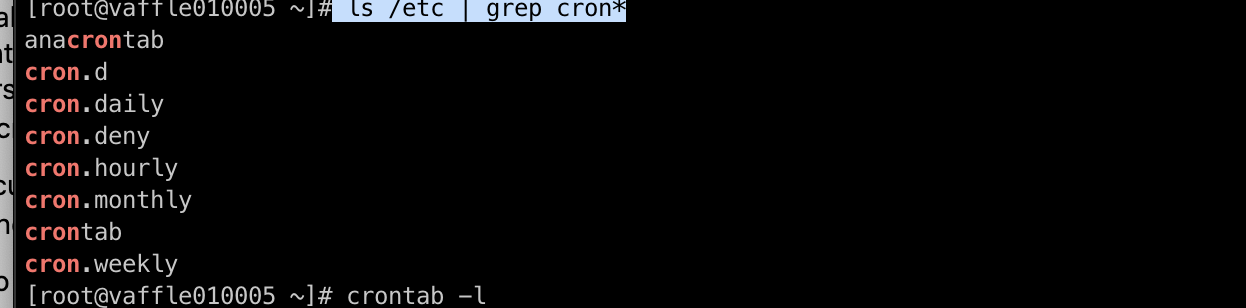 [root@vaffle010005 ~]# ls /etc | grep cron*
anacrontab
cron.d
cron.daily
cron.deny
cron.hourly
cron.monthly
crontab
cron.weekly
[root@vaffle010005 ~]# crontab -l